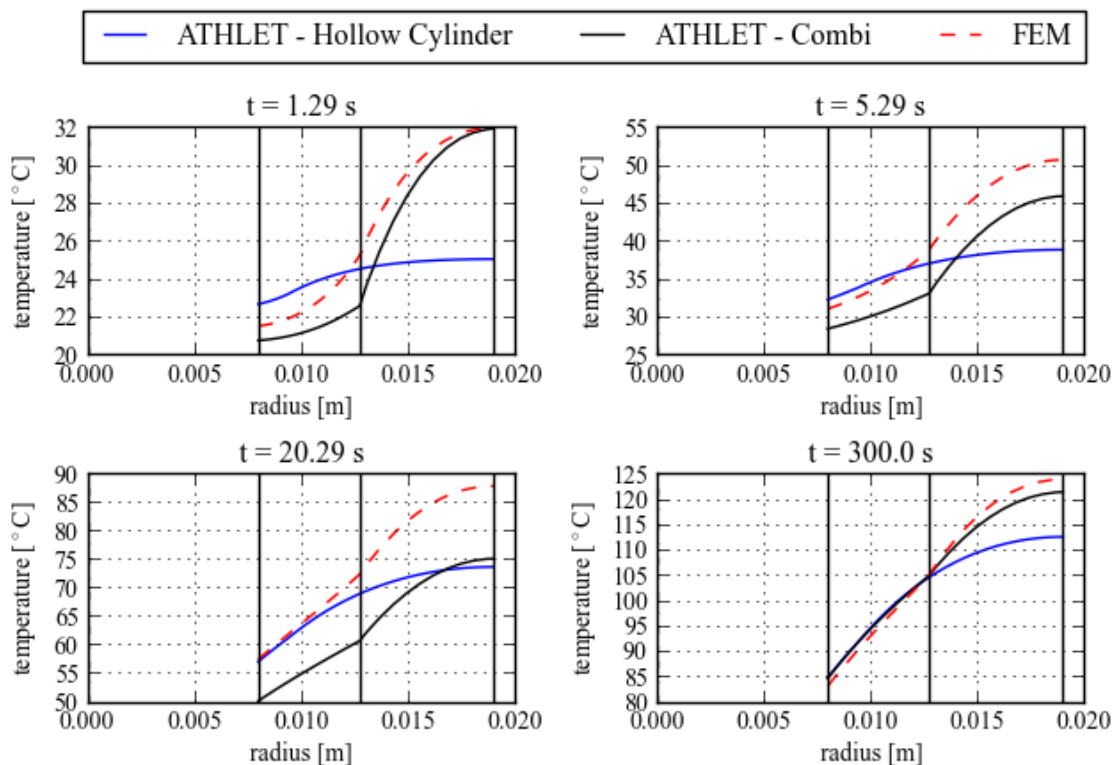 ATHLET - Hollow Cylinder ATHLET - Combi FEM
t = 1.29 s
32
30
28
26
24
22
20
temperature [°C]
0.000 0.005 0.010 0.015 0.020
radius [m]
t = 5.29 s
55
50
45
40
35
30
25
temperature [°C]
0.000 0.005 0.010 0.015 0.020
radius [m]
t = 20.29 s
90
85
80
75
70
65
60
55
50
temperature [°C]
0.000 0.005 0.010 0.015 0.020
radius [m]
t = 300.0 s
125
120
115
110
105
100
95
90
85
80
temperature [°C]
0.000 0.005 0.010 0.015 0.020
radius [m]